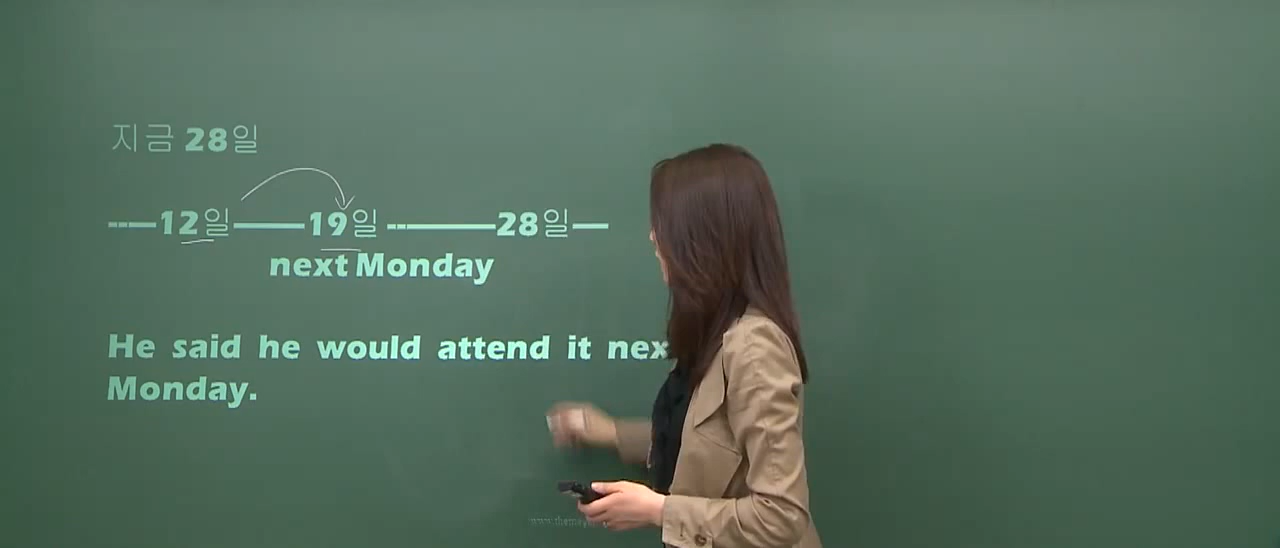 지금 28일
12일 19일 28일
next Monday
He said he would attend it nex
Monday.